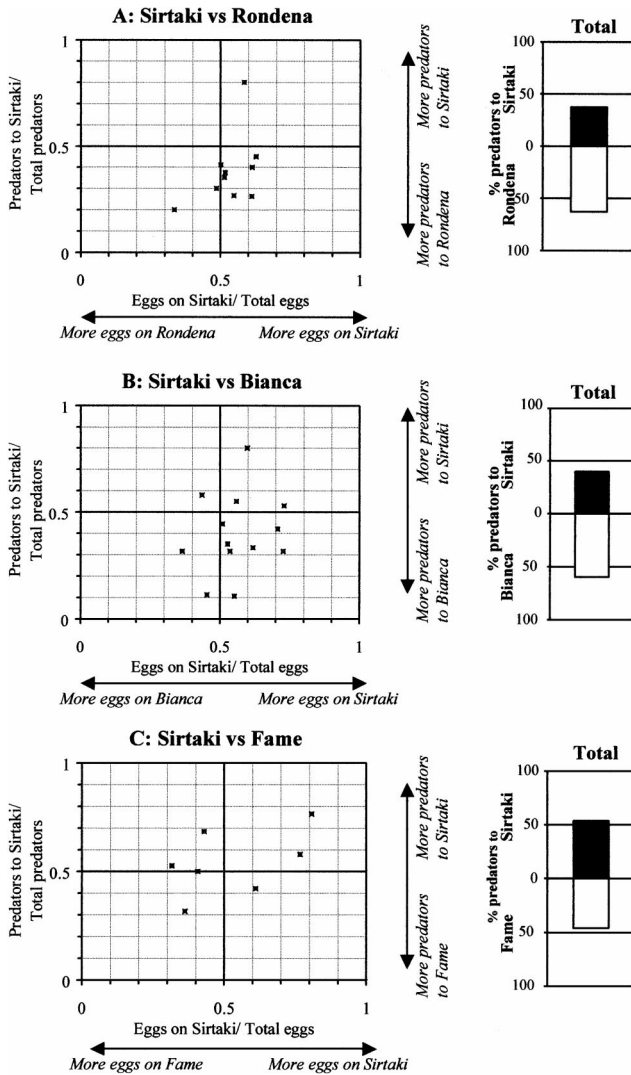 A: Sirtaki vs Rondena
Predators to Sirtaki/
Total predators
1
0.5
0
0
0.5
1
Eggs on Sirtaki/ Total eggs
More eggs on Rondena
More eggs on Sirtaki
More predators
to Sirtaki
More predators
to Rondena
Total
% predators to
Rondena Sirtaki
100
50
0
50
100
B: Sirtaki vs Bianca
Predators to Sirtaki/
Total predators
1
0.5
0
0
0.5
1
Eggs on Sirtaki/ Total eggs
More eggs on Bianca
More eggs on Sirtaki
More predators
to Sirtaki
More predators
to Bianca
Total
% predators to
Bianca Sirtaki
100
50
0
50
100
C: Sirtaki vs Fame
Predators to Sirtaki/
Total predators
1
0.5
0
0
0.5
1
Eggs on Sirtaki/ Total eggs
More eggs on Fame
More eggs on Sirtaki
More predators
to Sirtaki
More predators
to Fame
Total
% predators to
Fame Sirtaki
100
50
0
50
100